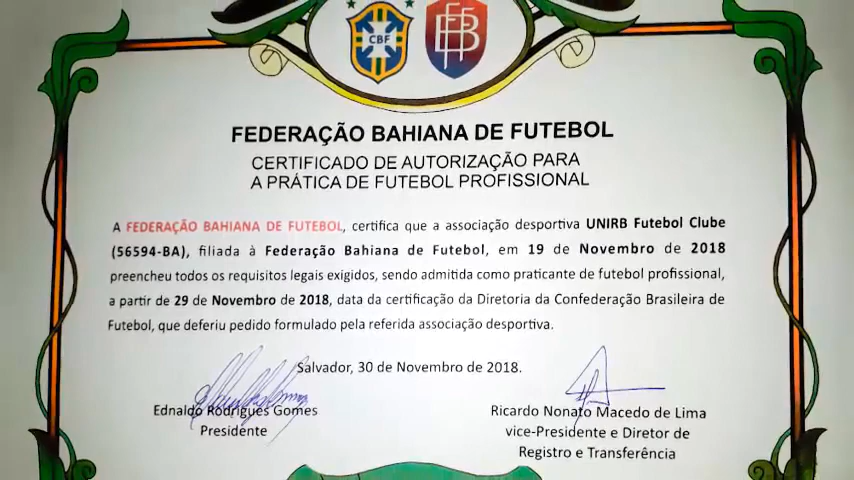 CBF
FBF
FEDERAÇÃO BAHIANA DE FUTEBOL
CERTIFICADO DE AUTORIZAÇÃO PARA
A PRÁTICA DE FUTEBOL PROFISSIONAL
A FEDERAÇÃO BAHIANA DE FUTEBOL, certifica que a associação desportiva UNIRB Futebol Clube
(56594-BA), filiada à Federação Bahiana de Futebol, em 19 de Novembro de 2018
preencheu todos os requisitos legais exigidos, sendo admitida como praticante de futebol profissional,
a partir de 29 de Novembro de 2018, data da certificação da Diretoria da Confederação Brasileira de
Futebol, que deferiu pedido formulado pela referida associação desportiva.
Salvador, 30 de Novembro de 2018.
Ednaldo Rodrigues Gomes
Presidente
Ricardo Nonato Macedo de Lima
vice-Presidente e Diretor de
Registro e Transferência